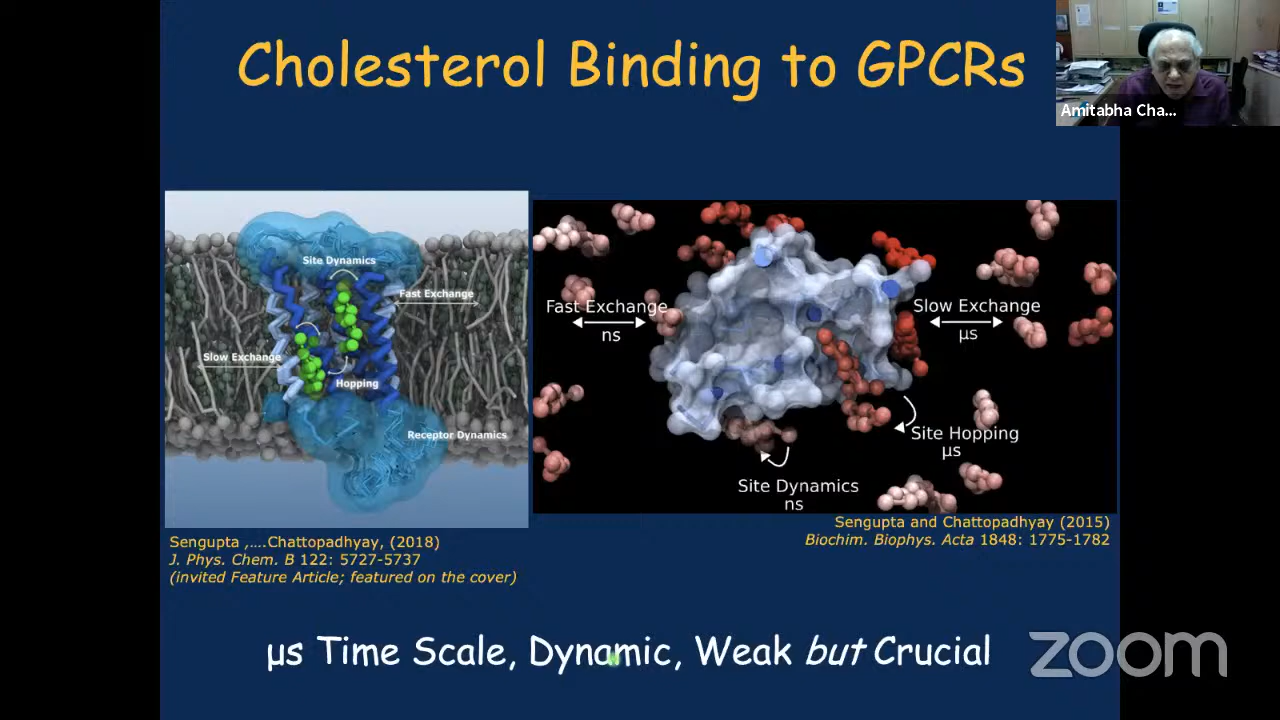 Cholesterol Binding to GPCRs
Amitabha Cha...
Site Dynamics
Fast Exchange
Slow Exchange
Hopping
Receptor Dynamics
Fast Exchange
ns
Slow Exchange
µs
Site Hopping
µs
Site Dynamics
ns
Sengupta ,....Chattopadhyay, (2018)
J. Phys. Chem. B 122: 5727-5737
(invited Feature Article; featured on the cover)
Sengupta and Chattopadhyay (2015)
Biochim. Biophys. Acta 1848: 1775-1782
µs Time Scale, Dynamic, Weak but Crucial
zoom